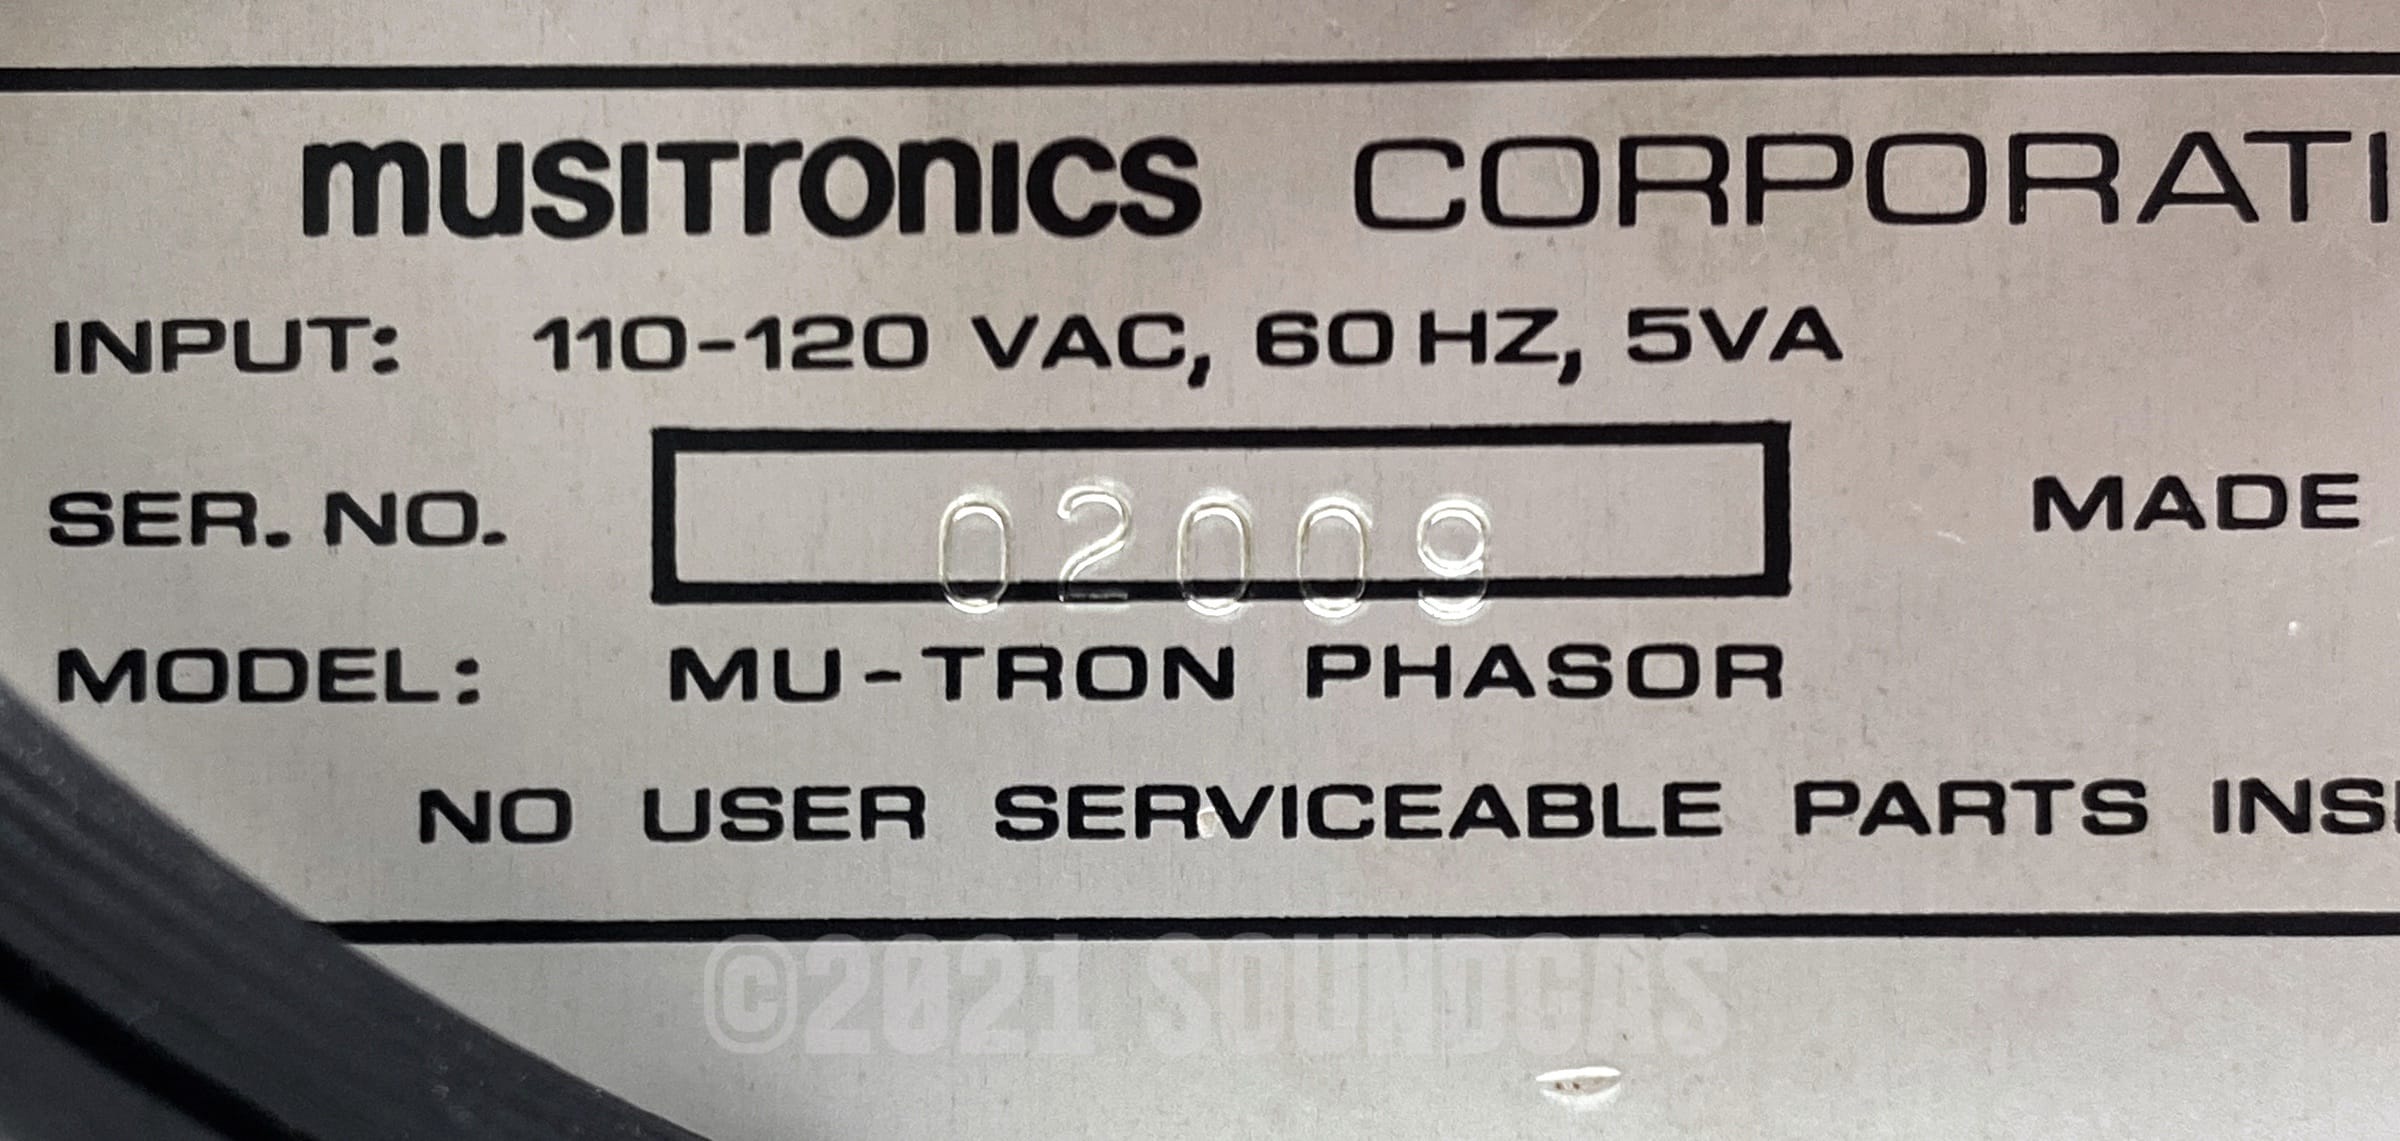 musiTronics CORPORATI
INPUT: 110-120 VAC, 60 HZ, 5VA
SER. NO. 02009 MADE
MODEL: MU-TRON PHASOR
NO USER SERVICEABLE PARTS INSI
©2021 SOUNDGAS